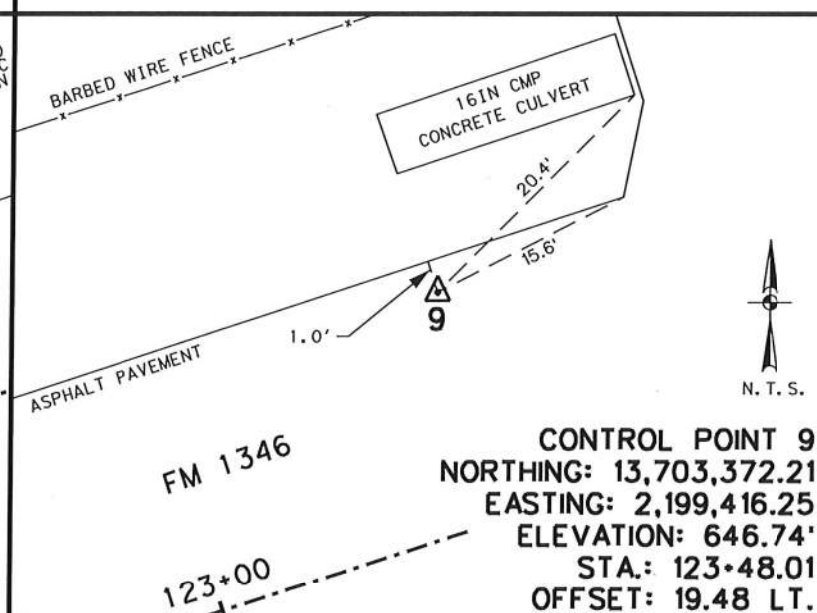 BARBED WIRE FENCE
16IN CMP
CONCRETE CULVERT
20.4'
15.6'
9
1.0'
ASPHALT PAVEMENT
N.T.S.
FM 1346
123+00
CONTROL POINT 9
NORTHING: 13,703,372.21
EASTING: 2,199,416.25
ELEVATION: 646.74'
STA.: 123+48.01
OFFSET: 19.48 LT.